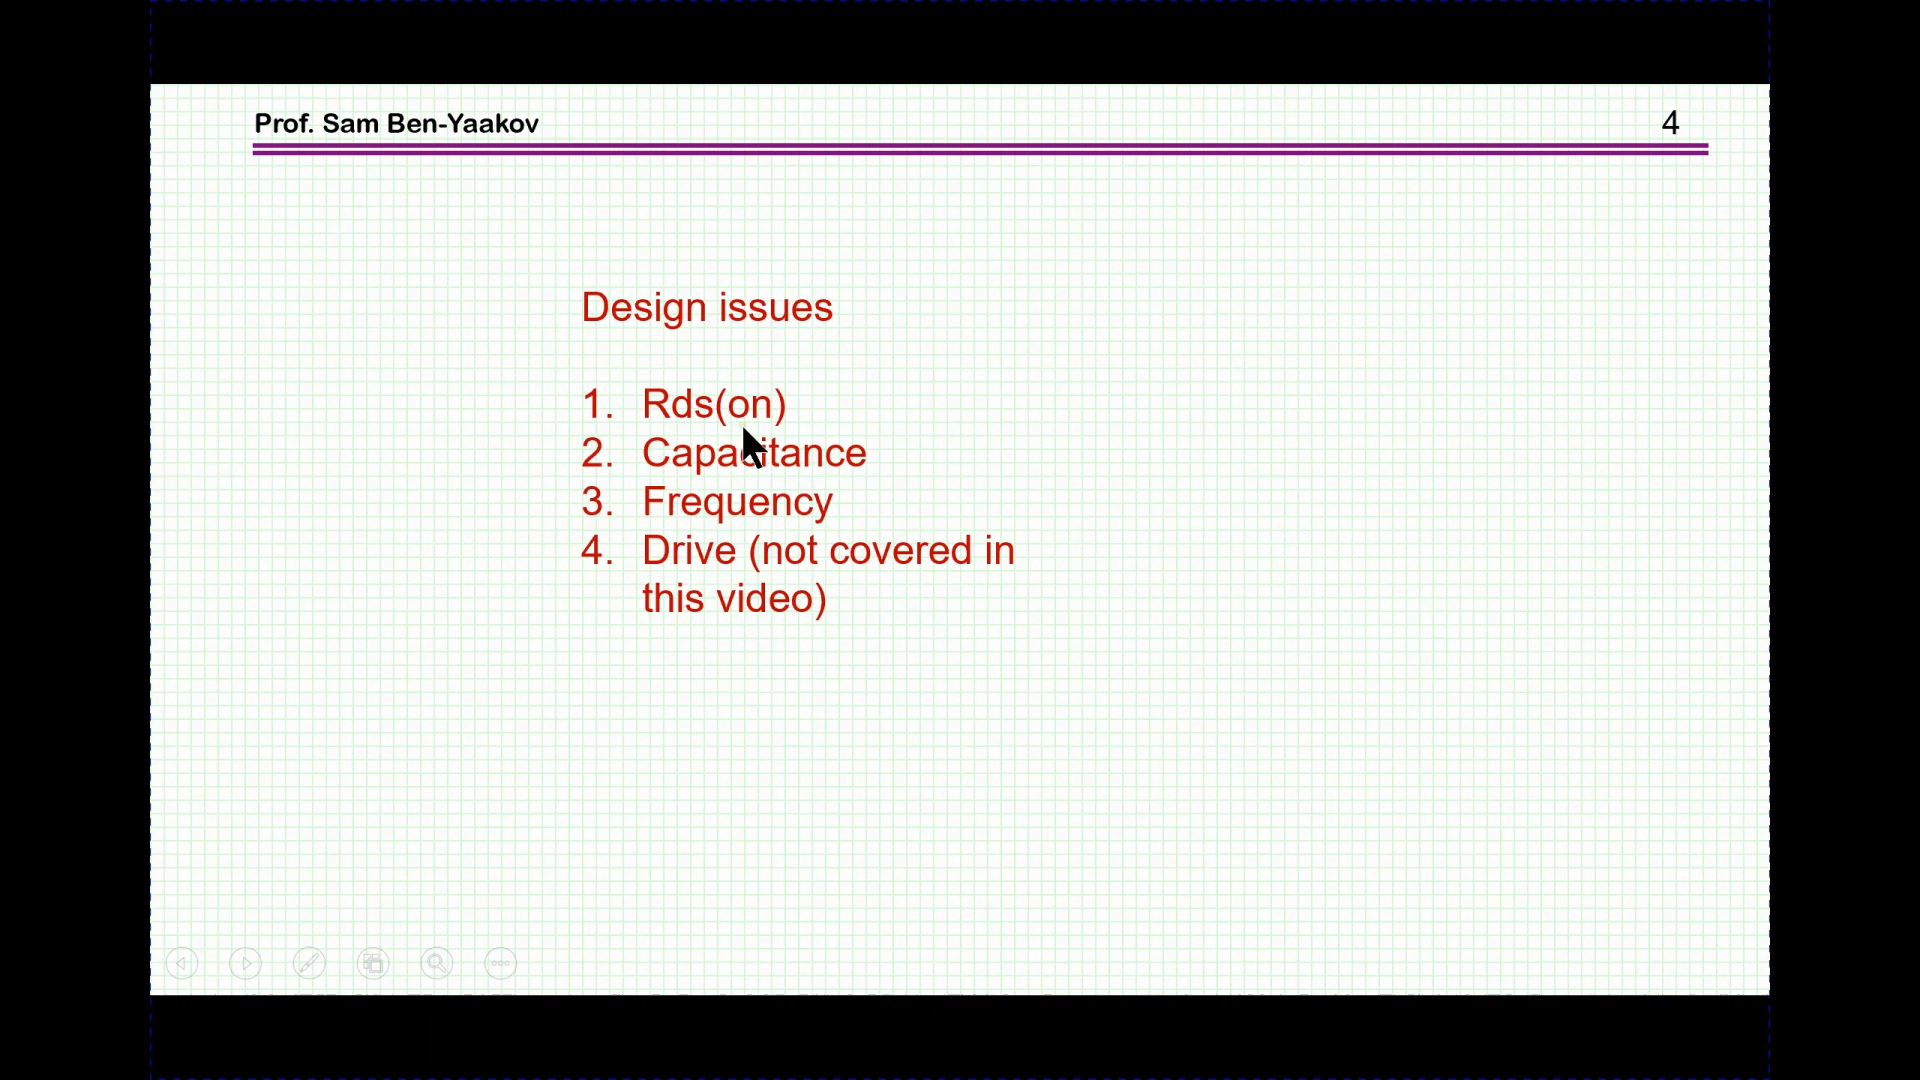 Prof. Sam Ben-Yaakov
4
Design issues
1. Rds(on)
2. Capacitance
3. Frequency
4. Drive (not covered in
this video)